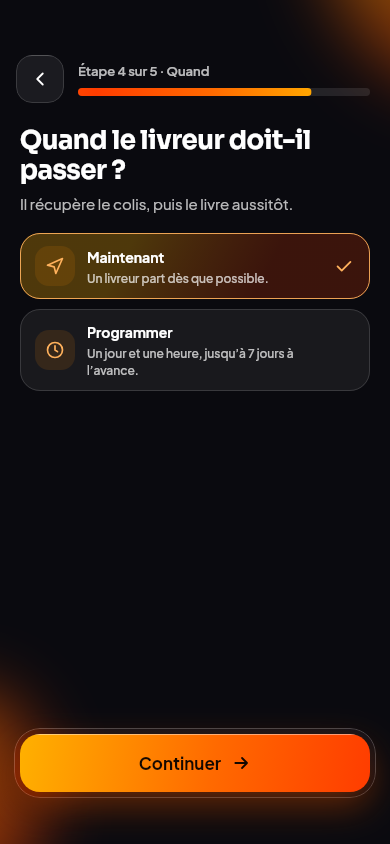 Étape 4 sur 5 · Quand
Quand le livreur doit-il
passer ?
Il récupère le colis, puis le livre aussitôt.
Maintenant
Un livreur part dès que possible.
Programmer
Un jour et une heure, jusqu’à 7 jours à
l’avance.
Continuer